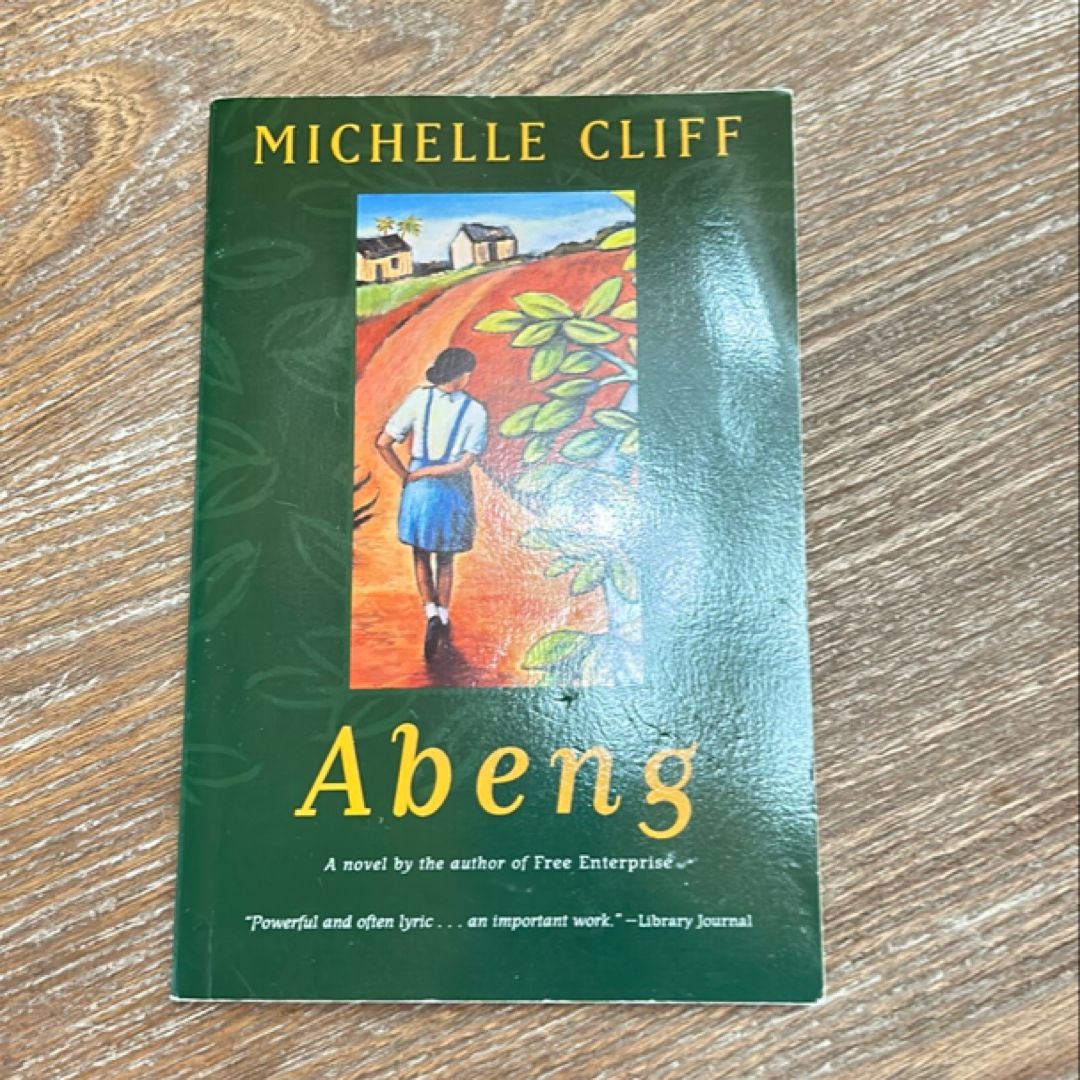 MICHELLE CLIFF
Abeng
A novel by the author of Free Enterprise
"Powerful and often lyric . . . an important work." —Library Journal